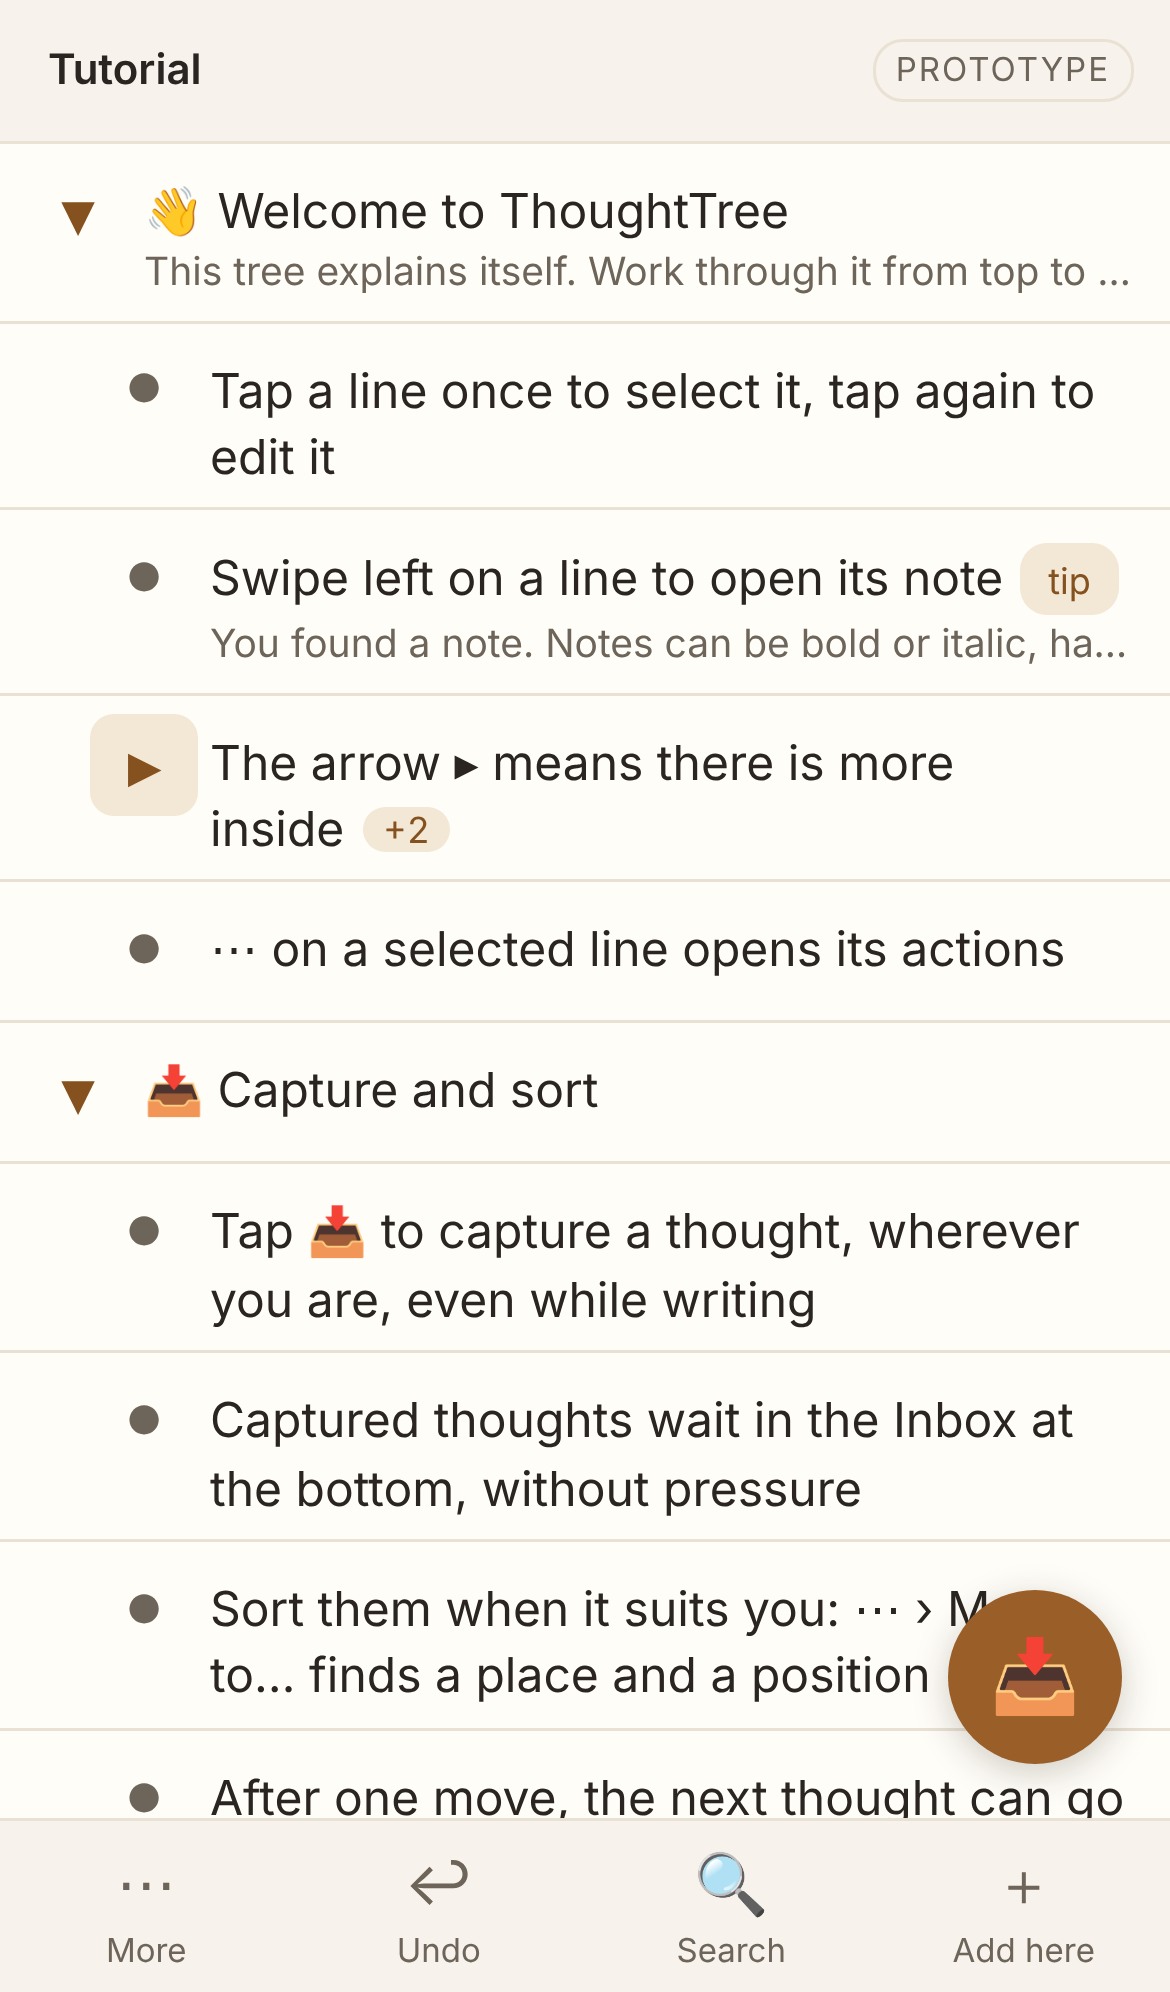 Tutorial
PROTOTYPE
👋 Welcome to ThoughtTree
This tree explains itself. Work through it from top to ...
Tap a line once to select it, tap again to
edit it
Swipe left on a line to open its note tip
You found a note. Notes can be bold or italic, ha...
The arrow ▸ means there is more
inside +2
⋯ on a selected line opens its actions
📥 Capture and sort
Tap 📥 to capture a thought, wherever
you are, even while writing
Captured thoughts wait in the Inbox at
the bottom, without pressure
Sort them when it suits you: ⋯ ›
to... finds a place and a position
After one move, the next thought can go
More
Undo
Search
+
Add here